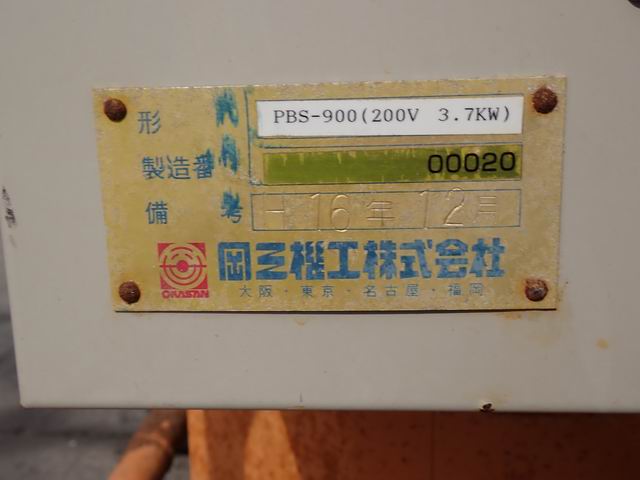 形 式 PBS-900(200V 3.7KW)
製造番号 00020
備 考 16年 12月
OKASAN 岡三機工株式会社
大阪・東京・名古屋・福岡